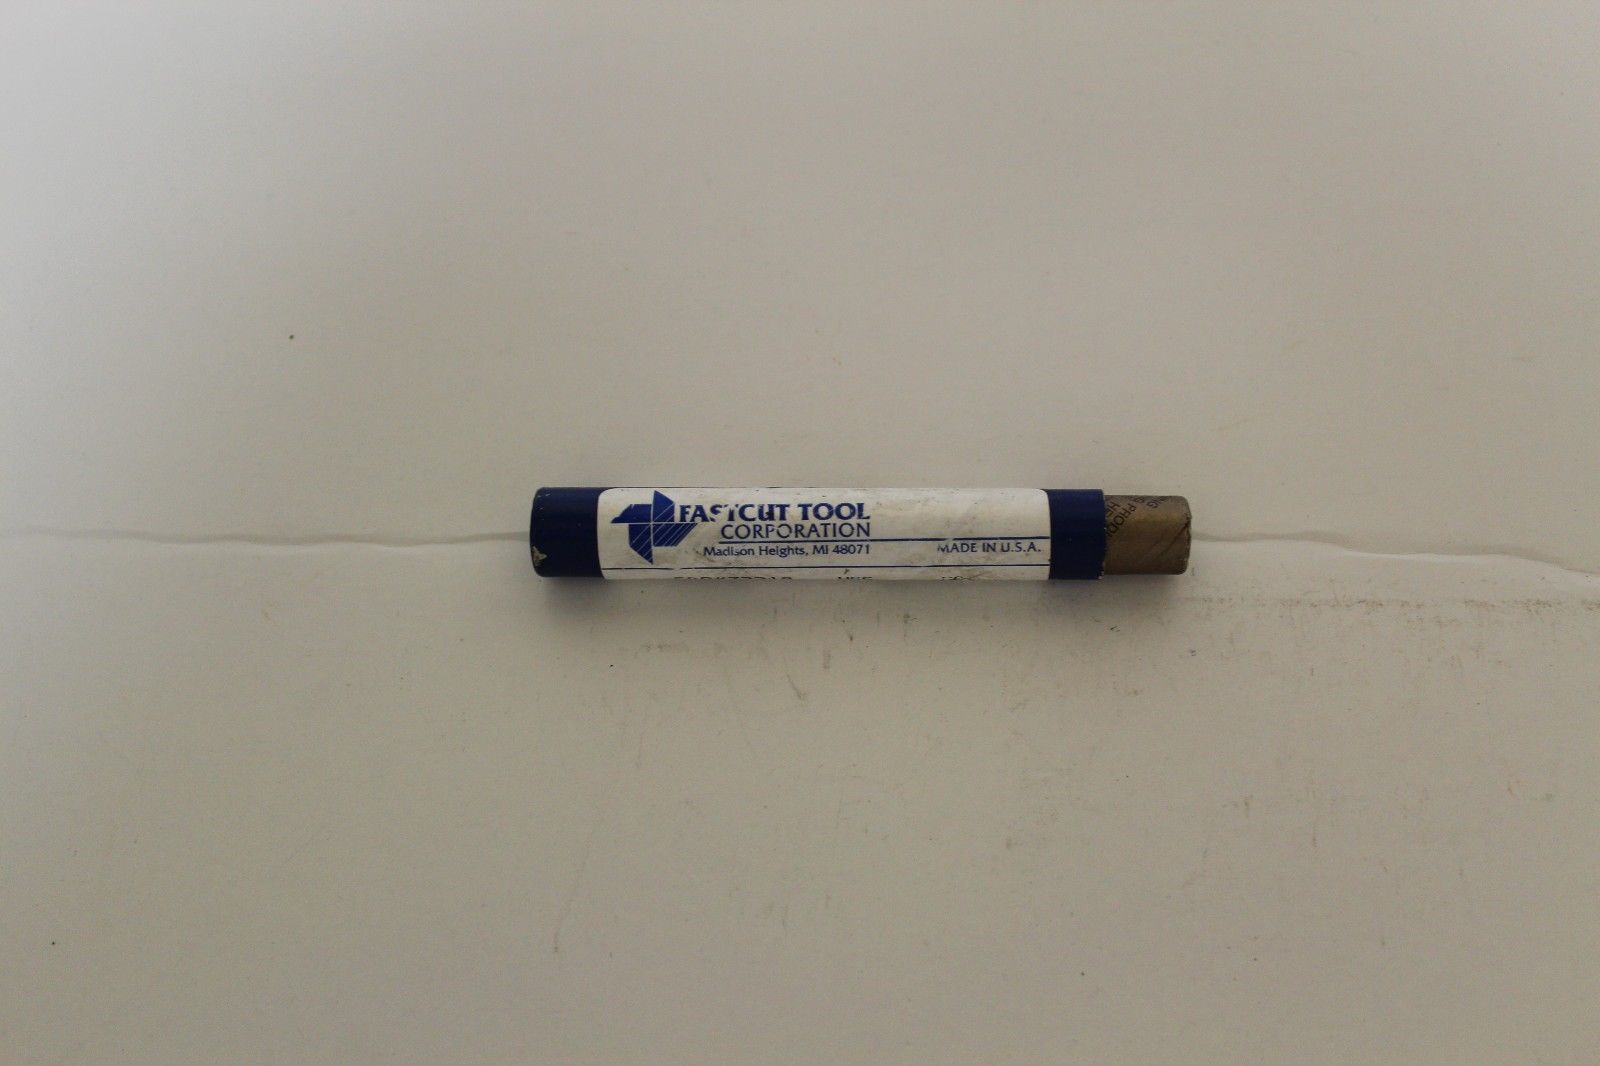 FASTCUT TOOL
CORPORATION
Madison Heights, MI 48071
MADE IN U.S.A.